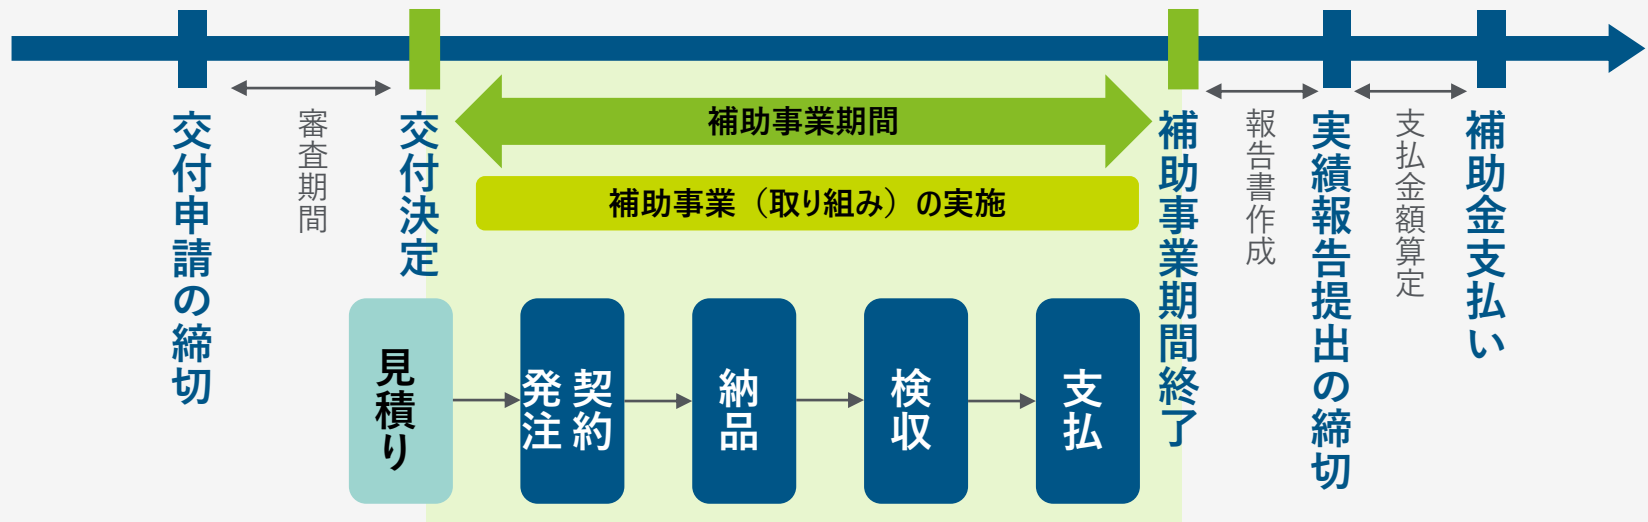 交付申請の締切
審査期間
交付決定
補助事業期間
補助事業（取り組み）の実施
補助事業期間終了
報告書作成
実績報告提出の締切
支払金額算定
補助金支払い
見積り
契約
発注
納品
検収
支払